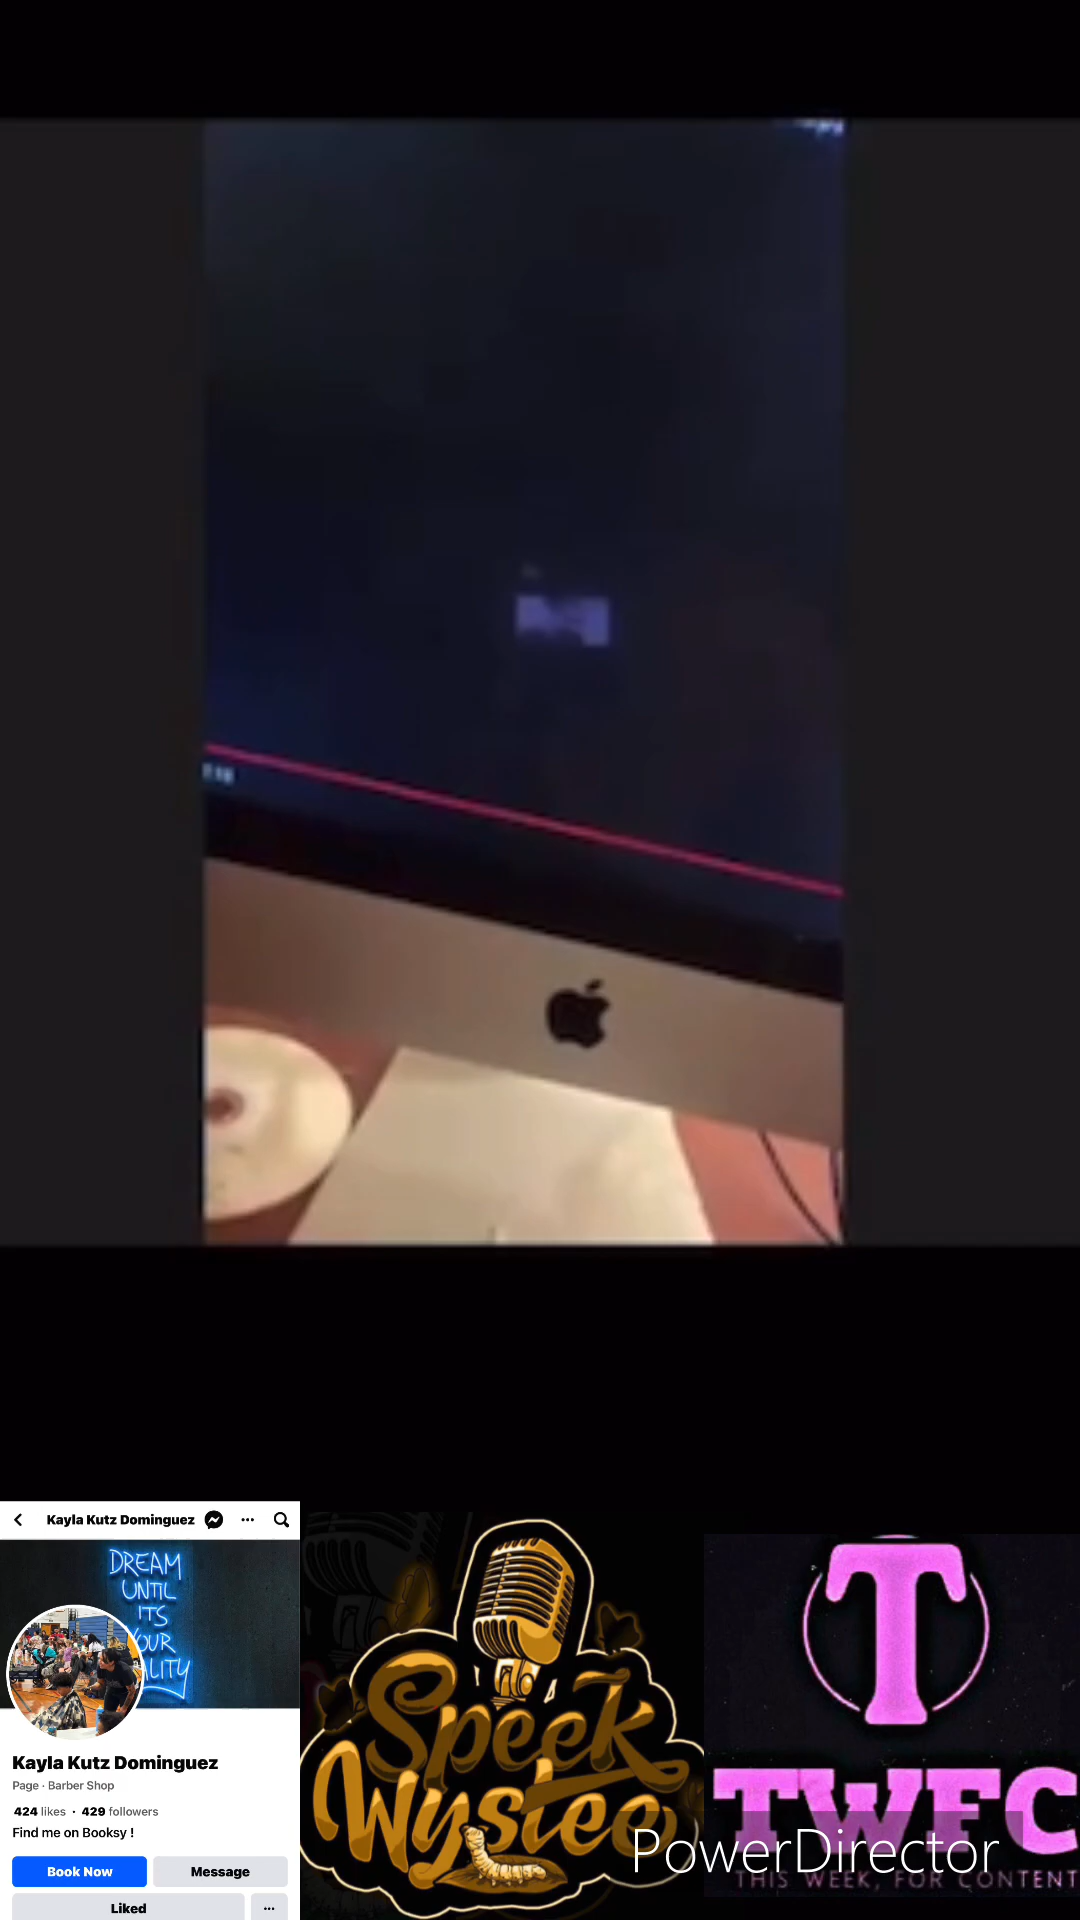 Kayla Kutz Dominguez
DREAM
UNTIL
ITS
Kayla Kutz Dominguez
Page · Barber Shop
424 likes · 429 followers
Find me on Booksy !
Book Now
Message
Liked
Speek
Wysteo
T
TWFC
THIS WEEK, FOR CONTENT
PowerDirector